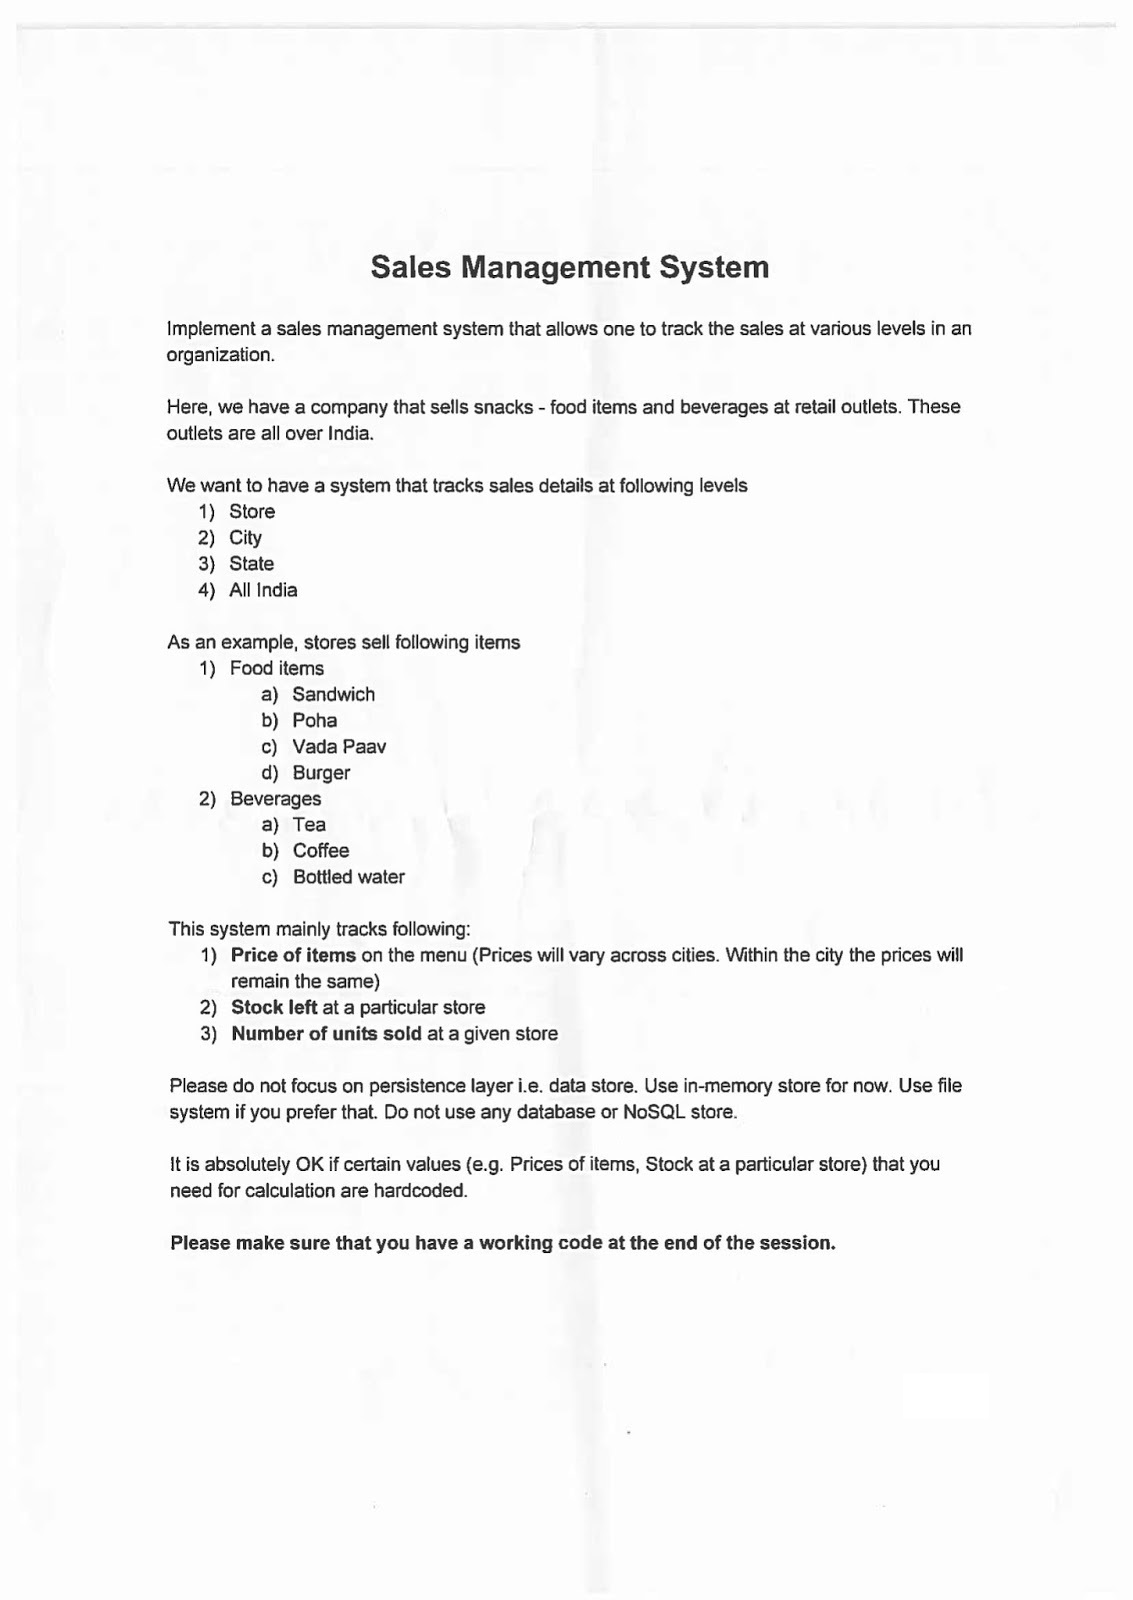 Sales Management System
Implement a sales management system that allows one to track the sales at various levels in an
organization.
Here, we have a company that sells snacks - food items and beverages at retail outlets. These
outlets are all over India.
We want to have a system that tracks sales details at following levels
1) Store
2) City
3) State
4) All India
As an example, stores sell following items
1) Food items
a) Sandwich
b) Poha
c) Vada Paav
d) Burger
2) Beverages
a) Tea
b) Coffee
c) Bottled water
This system mainly tracks following:
1) Price of items on the menu (Prices will vary across cities. Within the city the prices will
remain the same)
2) Stock left at a particular store
3) Number of units sold at a given store
Please do not focus on persistence layer i.e. data store. Use in-memory store for now. Use file
system if you prefer that. Do not use any database or NoSQL store.
It is absolutely OK if certain values (e.g. Prices of items, Stock at a particular store) that you
need for calculation are hardcoded.
Please make sure that you have a working code at the end of the session.